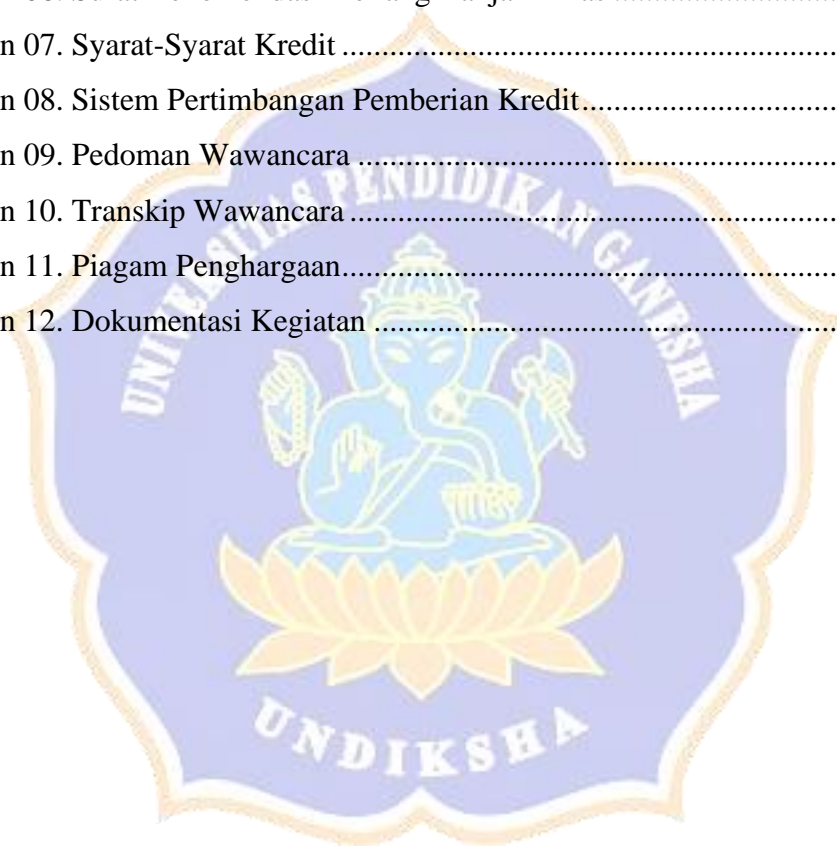 n 07. Syarat-Syarat Kredit ........................................................
n 08. Sistem Pertimbangan Pemberian Kredit.............................
n 09. Pedoman Wawancara ......................................................
n 10. Transkip Wawancara .......................................................
n 11. Piagam Penghargaan........................................................
n 12. Dokumentasi Kegiatan ....................................................
UNIVERSITAS PENDIDIKAN GANESHA
UNDIKSHA